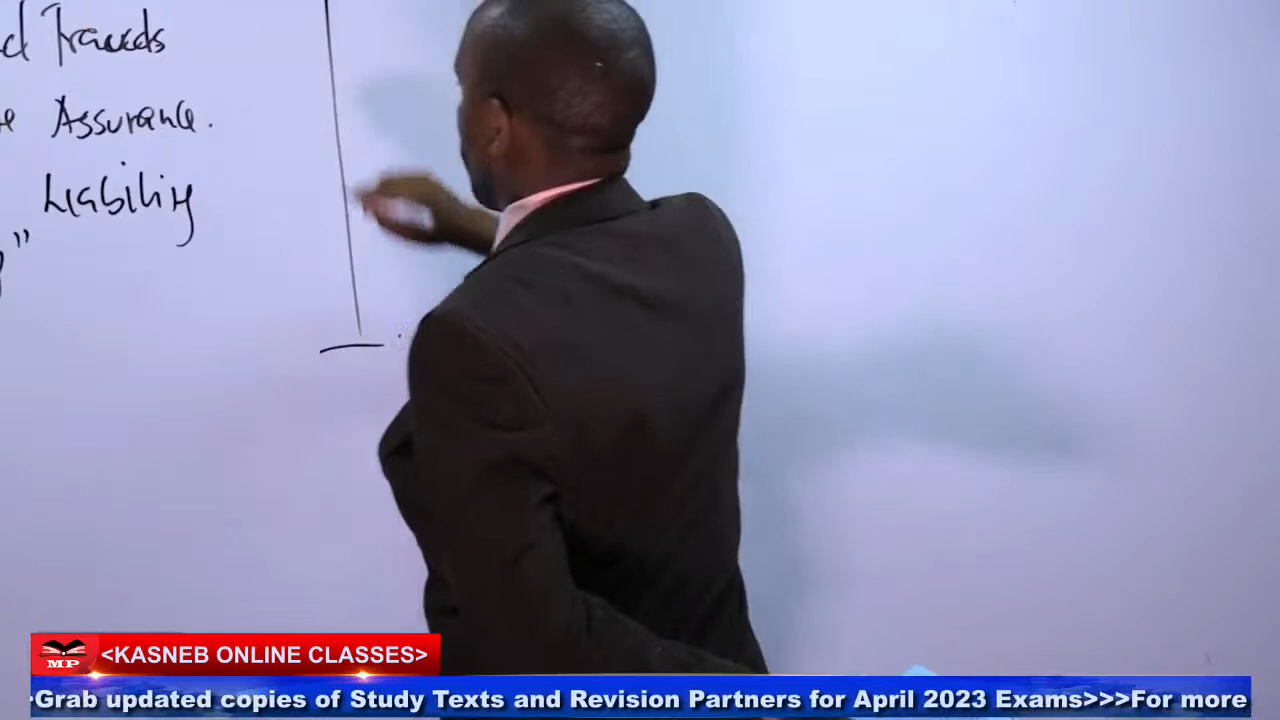 Frauds
Assurance.
Liability
"
MP
<KASNEB ONLINE CLASSES>
Grab updated copies of Study Texts and Revision Partners for April 2023 Exams>>>For more